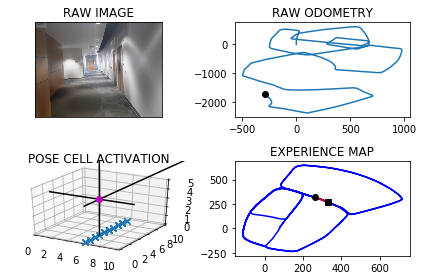 RAW IMAGE
RAW ODOMETRY
0
−1000
−2000
−500 0 500 1000
POSE CELL ACTIVATION
5
4
3
2
1
0
0 2 4 6 8 10
0 2 4 6 8 10
EXPERIENCE MAP
500
250
0
−250
0 200 400 600